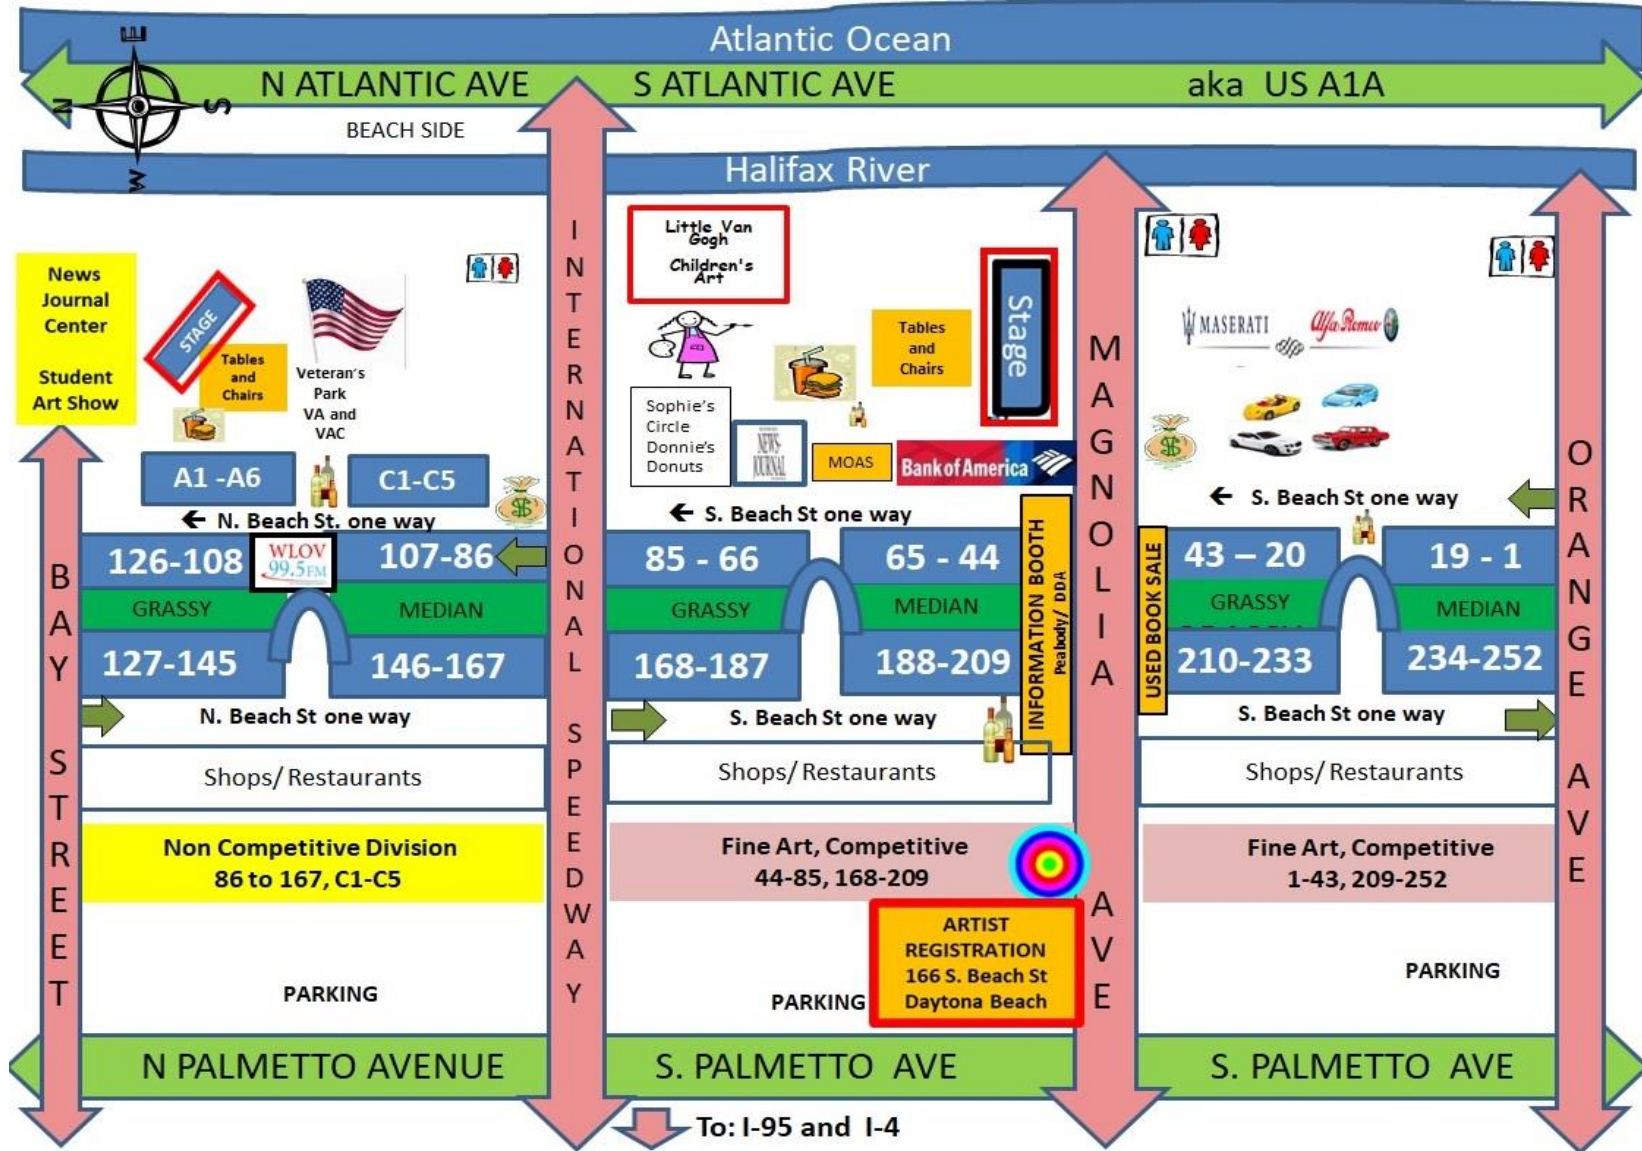 Atlantic Ocean
N ATLANTIC AVE
S ATLANTIC AVE
aka US A1A
E
N
S
W
BEACH SIDE
Halifax River
News
Journal
Center
Student
Art Show
STAGE
Tables
and
Chairs
Veteran's
Park
VA and
VAC
A1 -A6
C1-C5
$
← N. Beach St. one way
126-108
WLOV
99.5FM
107-86
GRASSY
MEDIAN
127-145
146-167
N. Beach St one way
Shops/ Restaurants
Non Competitive Division
86 to 167, C1-C5
PARKING
BAY STREET
INTERNATIONAL SPEEDWAY
Little Van
Gogh
Children's
Art
Tables
and
Chairs
Stage
Sophie's
Circle
Donnie's
Donuts
NEWS-
JOURNAL
MOAS
Bank of America
← S. Beach St one way
85 - 66
65 - 44
GRASSY
MEDIAN
168-187
188-209
INFORMATION BOOTH
Peabody/ DDA
S. Beach St one way
Shops/ Restaurants
Fine Art, Competitive
44-85, 168-209
ARTIST
REGISTRATION
166 S. Beach St
Daytona Beach
PARKING
MAGNOLIA AVE
MASERATI
Alfa Romeo
$
← S. Beach St one way
USED BOOK SALE
43 – 20
19 - 1
GRASSY
MEDIAN
210-233
234-252
S. Beach St one way
Shops/ Restaurants
Fine Art, Competitive
1-43, 209-252
PARKING
ORANGE AVE
N PALMETTO AVENUE
S. PALMETTO AVE
S. PALMETTO AVE
To: I-95 and I-4